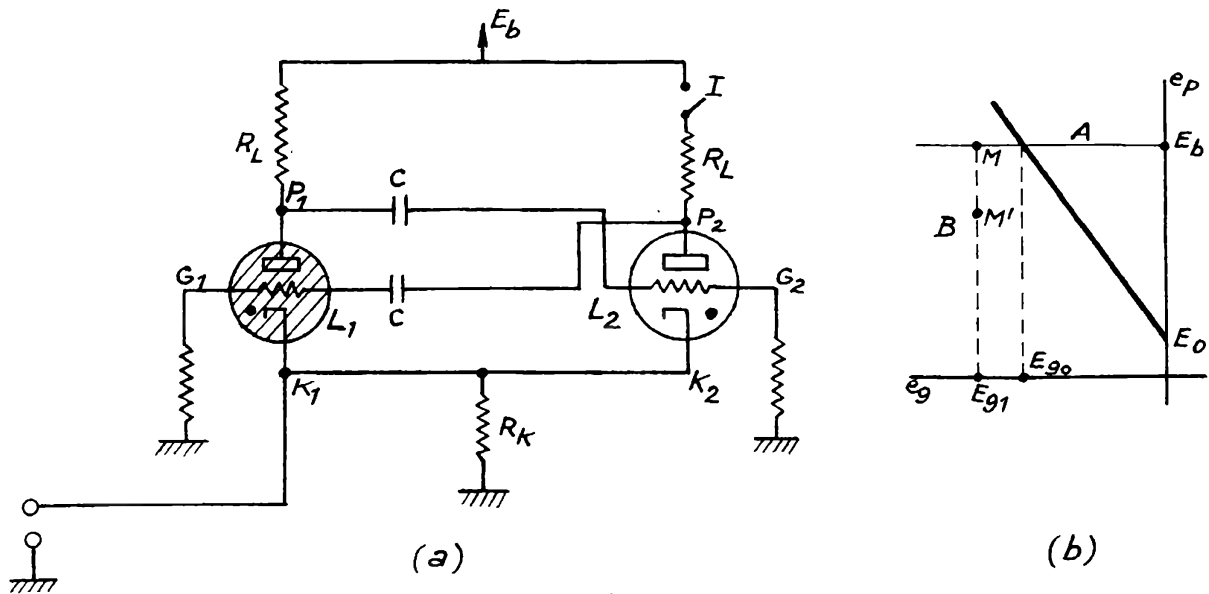 E_b
I
R_L
R_L
P_1
C
P_2
G_1
G_2
L_1
C
L_2
K_1
K_2
R_K
(a)
e_p
A
E_b
M
B
M'
E_0
e_g
E_g1
E_g0
(b)